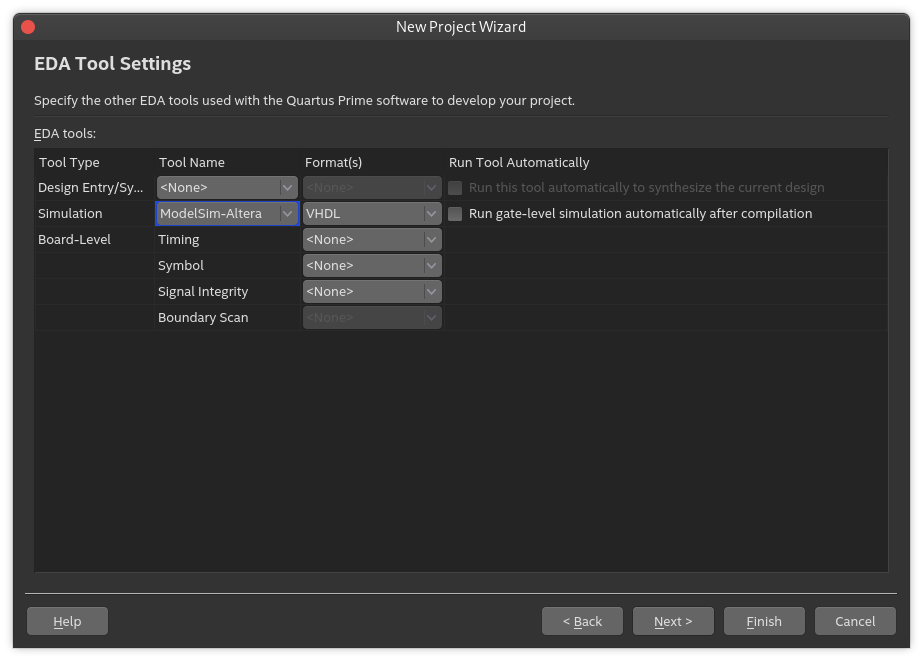 New Project Wizard
EDA Tool Settings
Specify the other EDA tools used with the Quartus Prime software to develop your project.
EDA tools:
Tool Type Tool Name Format(s) Run Tool Automatically
Design Entry/Sy... <None> <None> Run this tool automatically to synthesize the current design
Simulation ModelSim-Altera VHDL Run gate-level simulation automatically after compilation
Board-Level Timing <None>
Symbol <None>
Signal Integrity <None>
Boundary Scan <None>
Help < Back Next > Finish Cancel